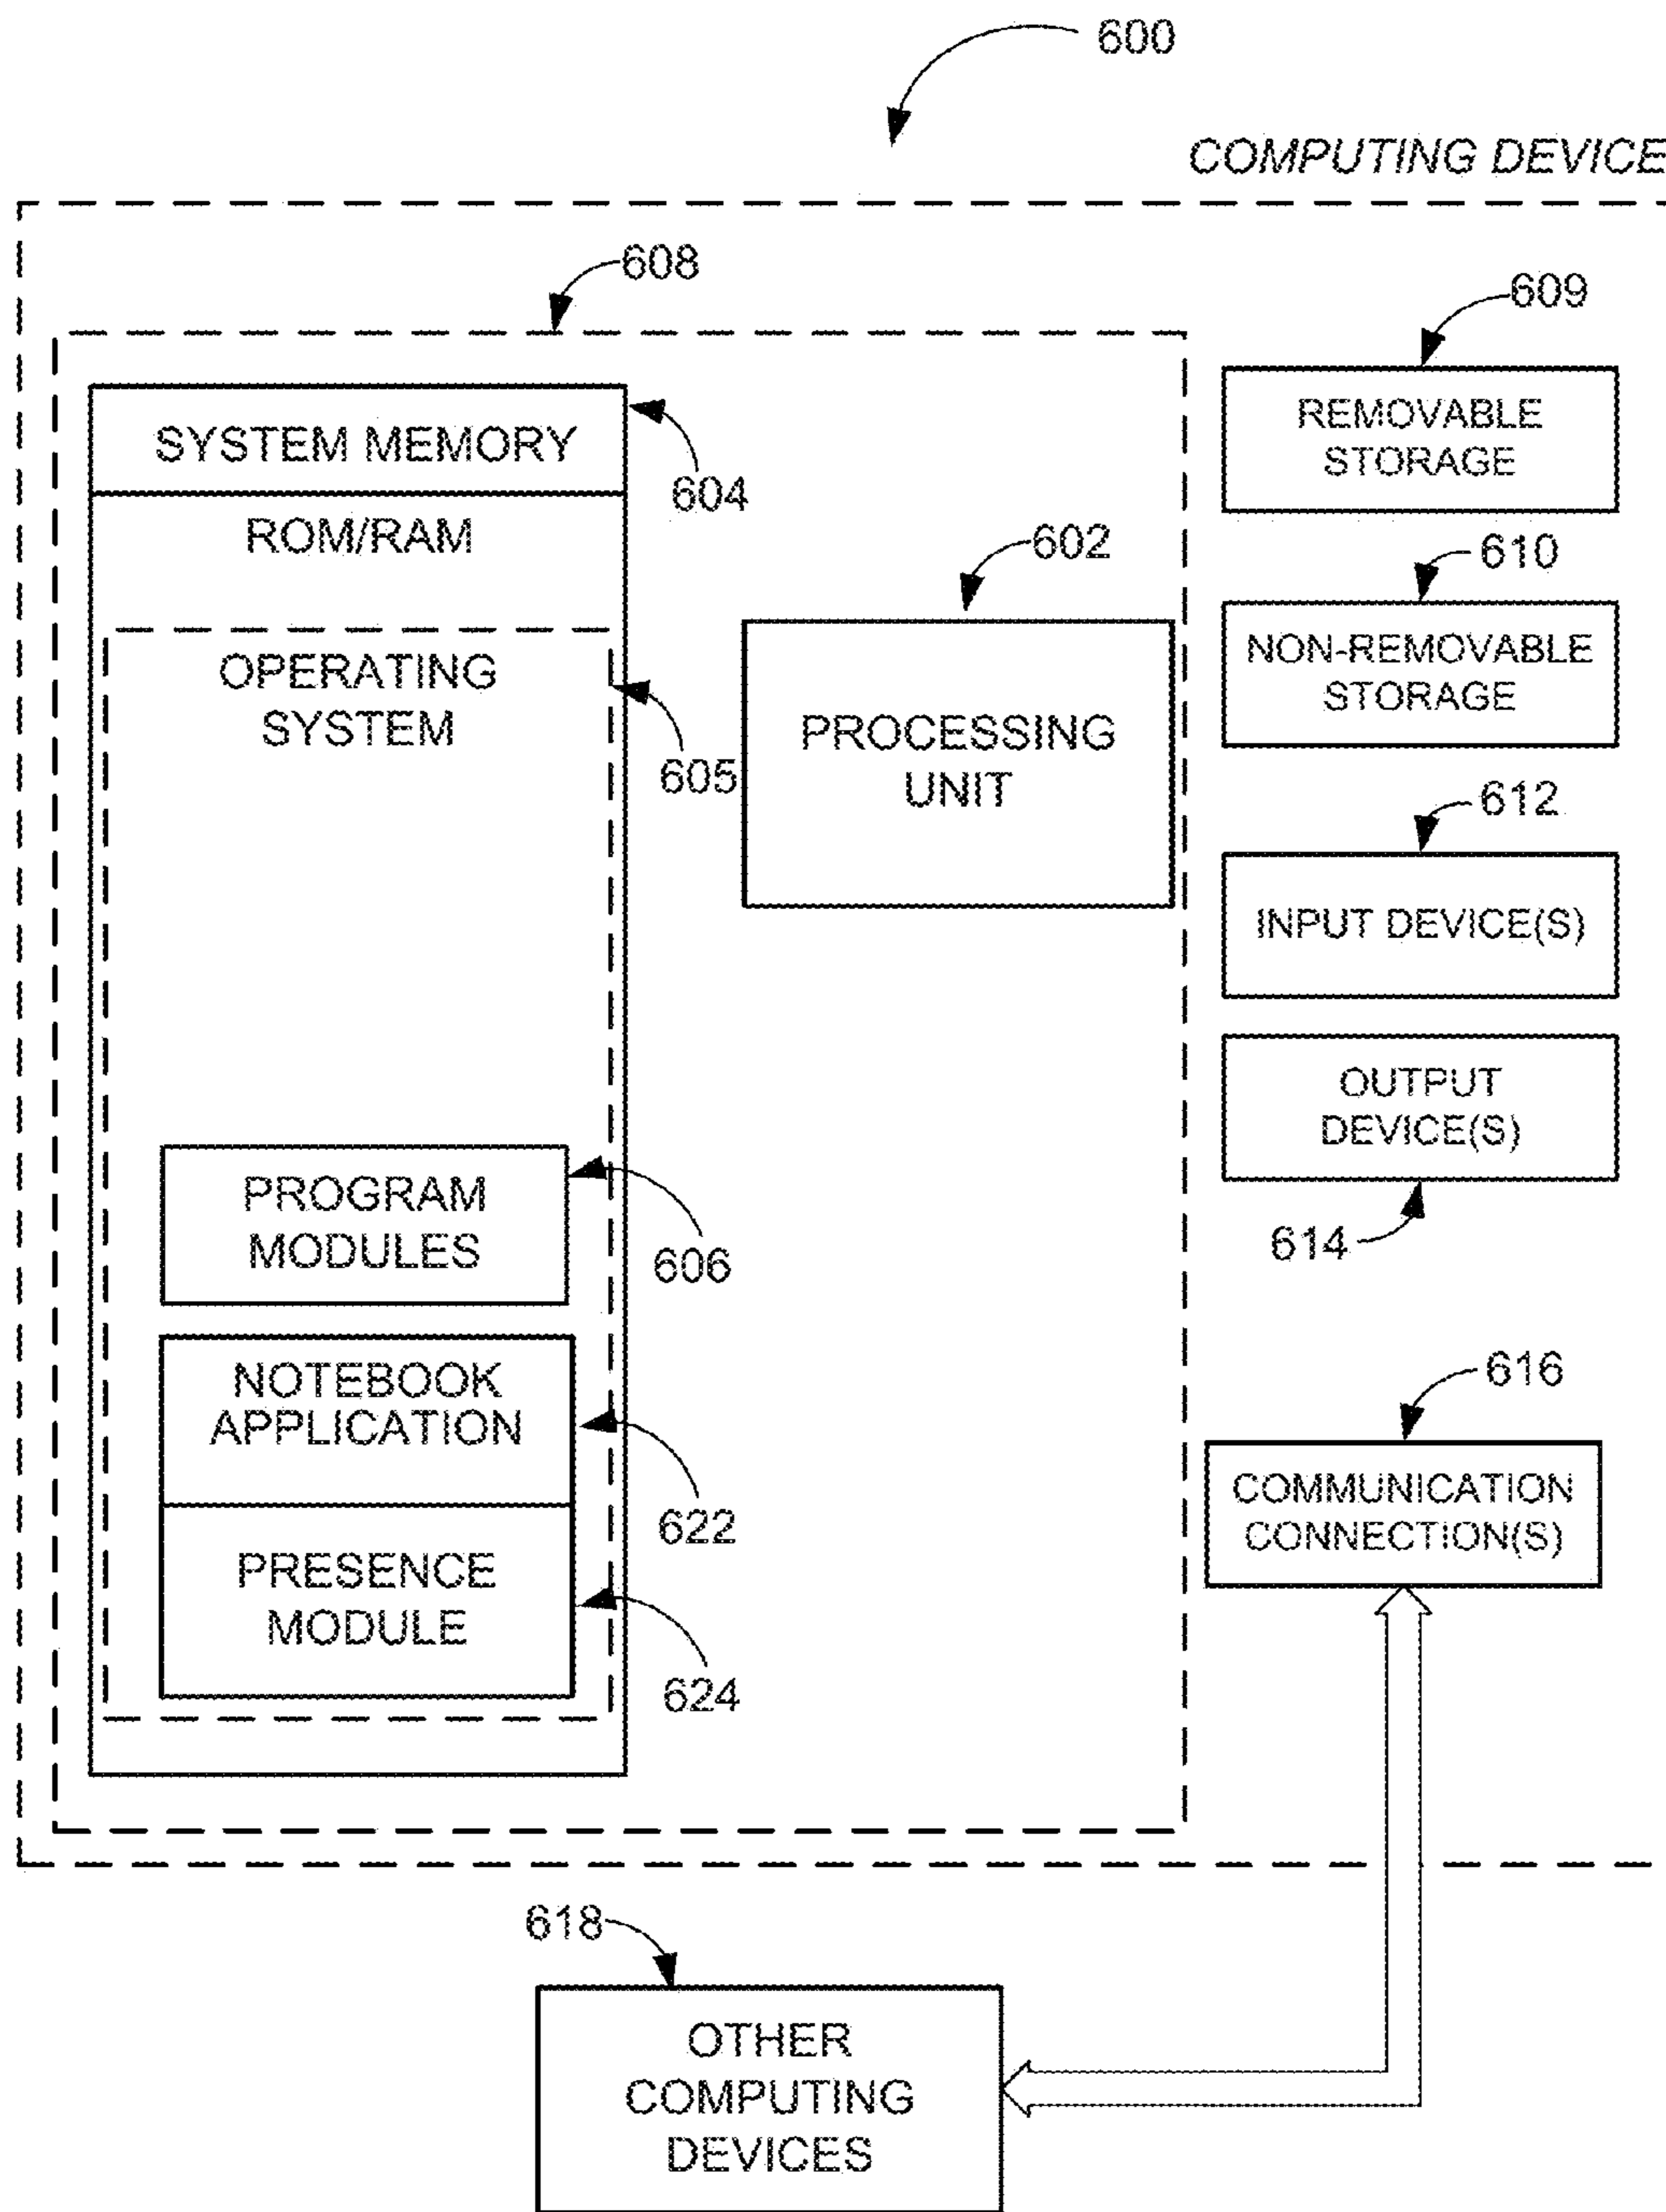 600
COMPUTING DEVICE
608
609
REMOVABLE
STORAGE
SYSTEM MEMORY
604
ROM/RAM
602
610
OPERATING
SYSTEM
605
PROCESSING
UNIT
NON-REMOVABLE
STORAGE
612
INPUT DEVICE(S)
OUTPUT
DEVICE(S)
614
PROGRAM
MODULES
606
NOTEBOOK
APPLICATION
622
616
COMMUNICATION
CONNECTION(S)
PRESENCE
MODULE
624
618
OTHER
COMPUTING
DEVICES